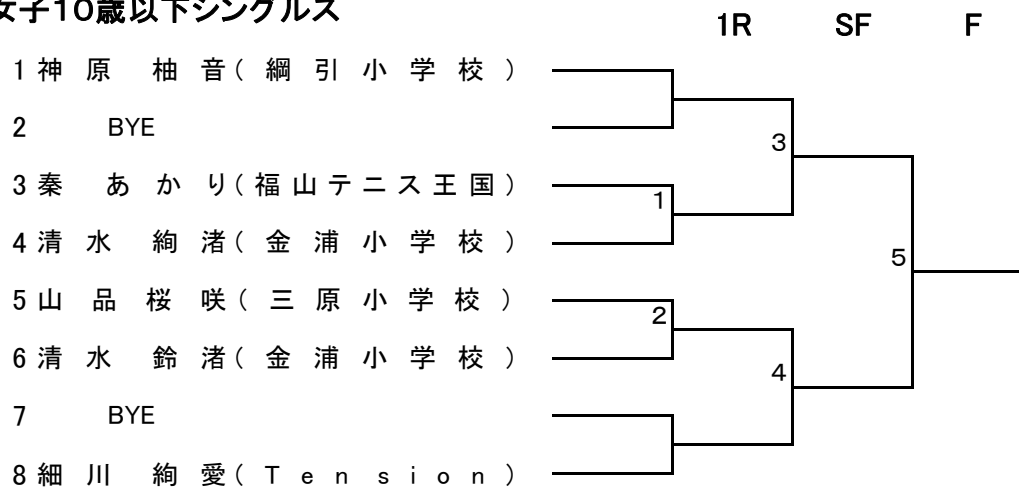 女子10歳以下シングルス
1R SF F
1 神原 柚音(綱引小学校)
2 BYE
3 秦 あかり(福山テニス王国)
4 清水 絢渚(金浦小学校)
5 山品桜咲(三原小学校)
6 清水 鈴渚(金浦小学校)
7 BYE
8 細川 絢愛(Tension)
3
1
5
2
4